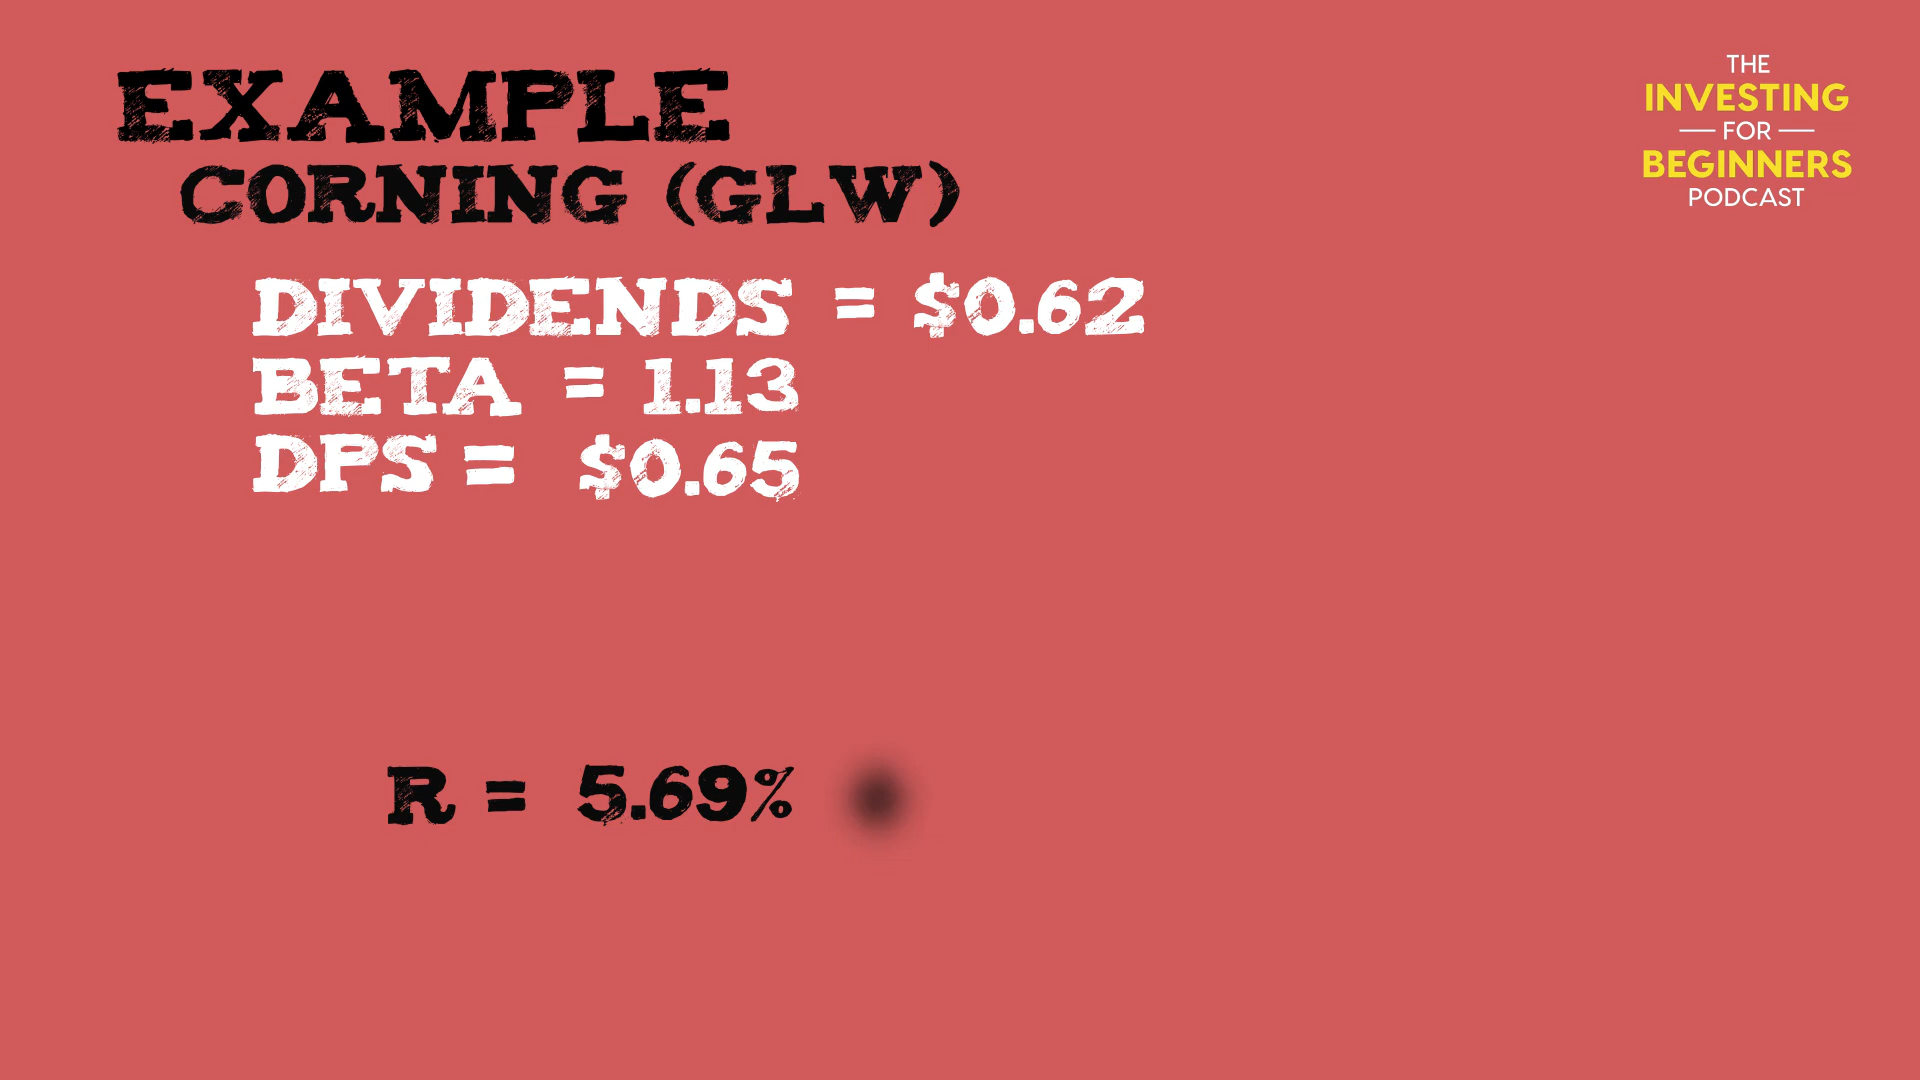 EXAMPLE
CORNING (GLW)
DIVIDENDS = $0.62
BETA = 1.13
DPS = $0.65
R = 5.69%
THE
INVESTING
FOR
BEGINNERS
PODCAST